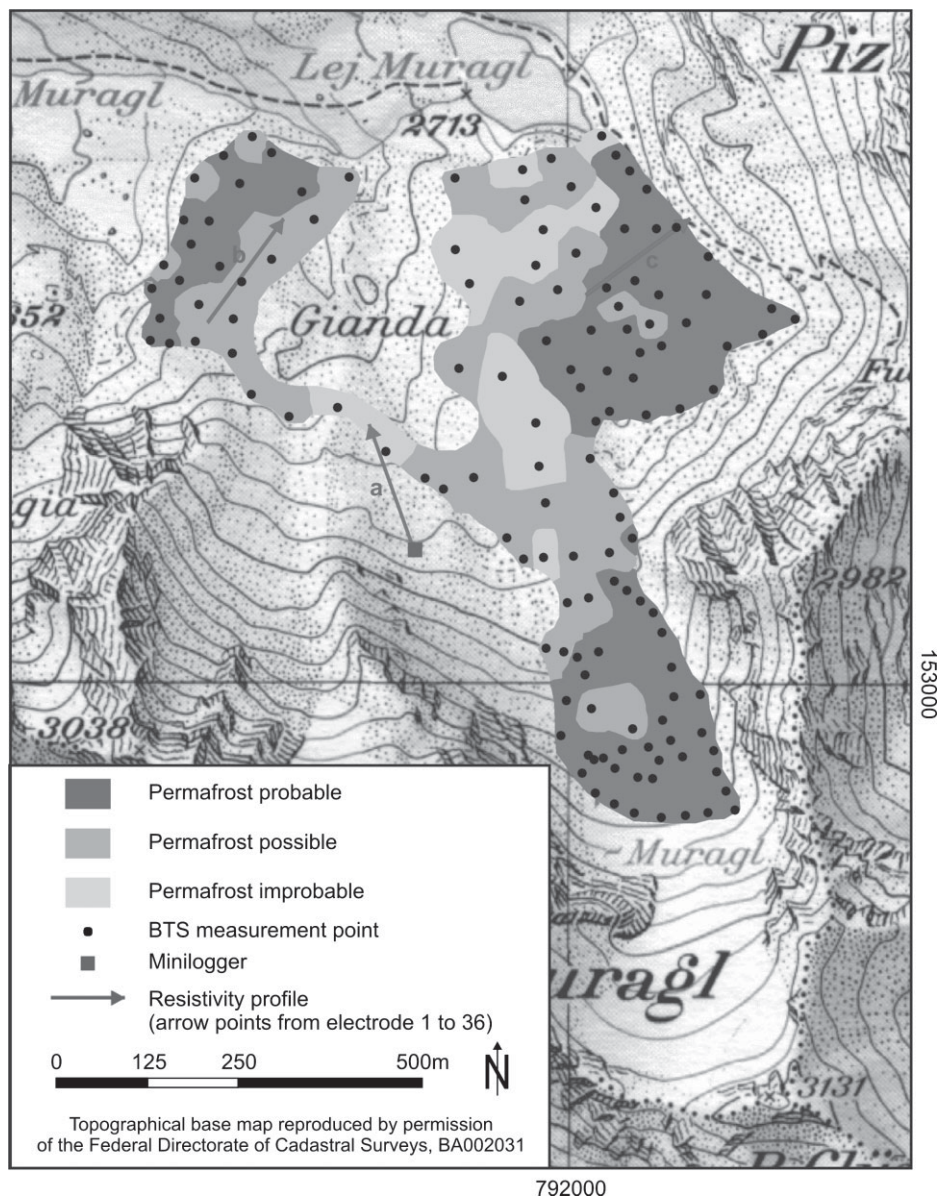 Piz
Lej Muragl
Muragl
2713
b
c
Gianda
352
Fu
a
gia
2982
153000
3038
Muragl
uragl
3131
Permafrost probable
Permafrost possible
Permafrost improbable
BTS measurement point
Minilogger
Resistivity profile
(arrow points from electrode 1 to 36)
0 125 250 500m
N
Topographical base map reproduced by permission
of the Federal Directorate of Cadastral Surveys, BA002031
792000